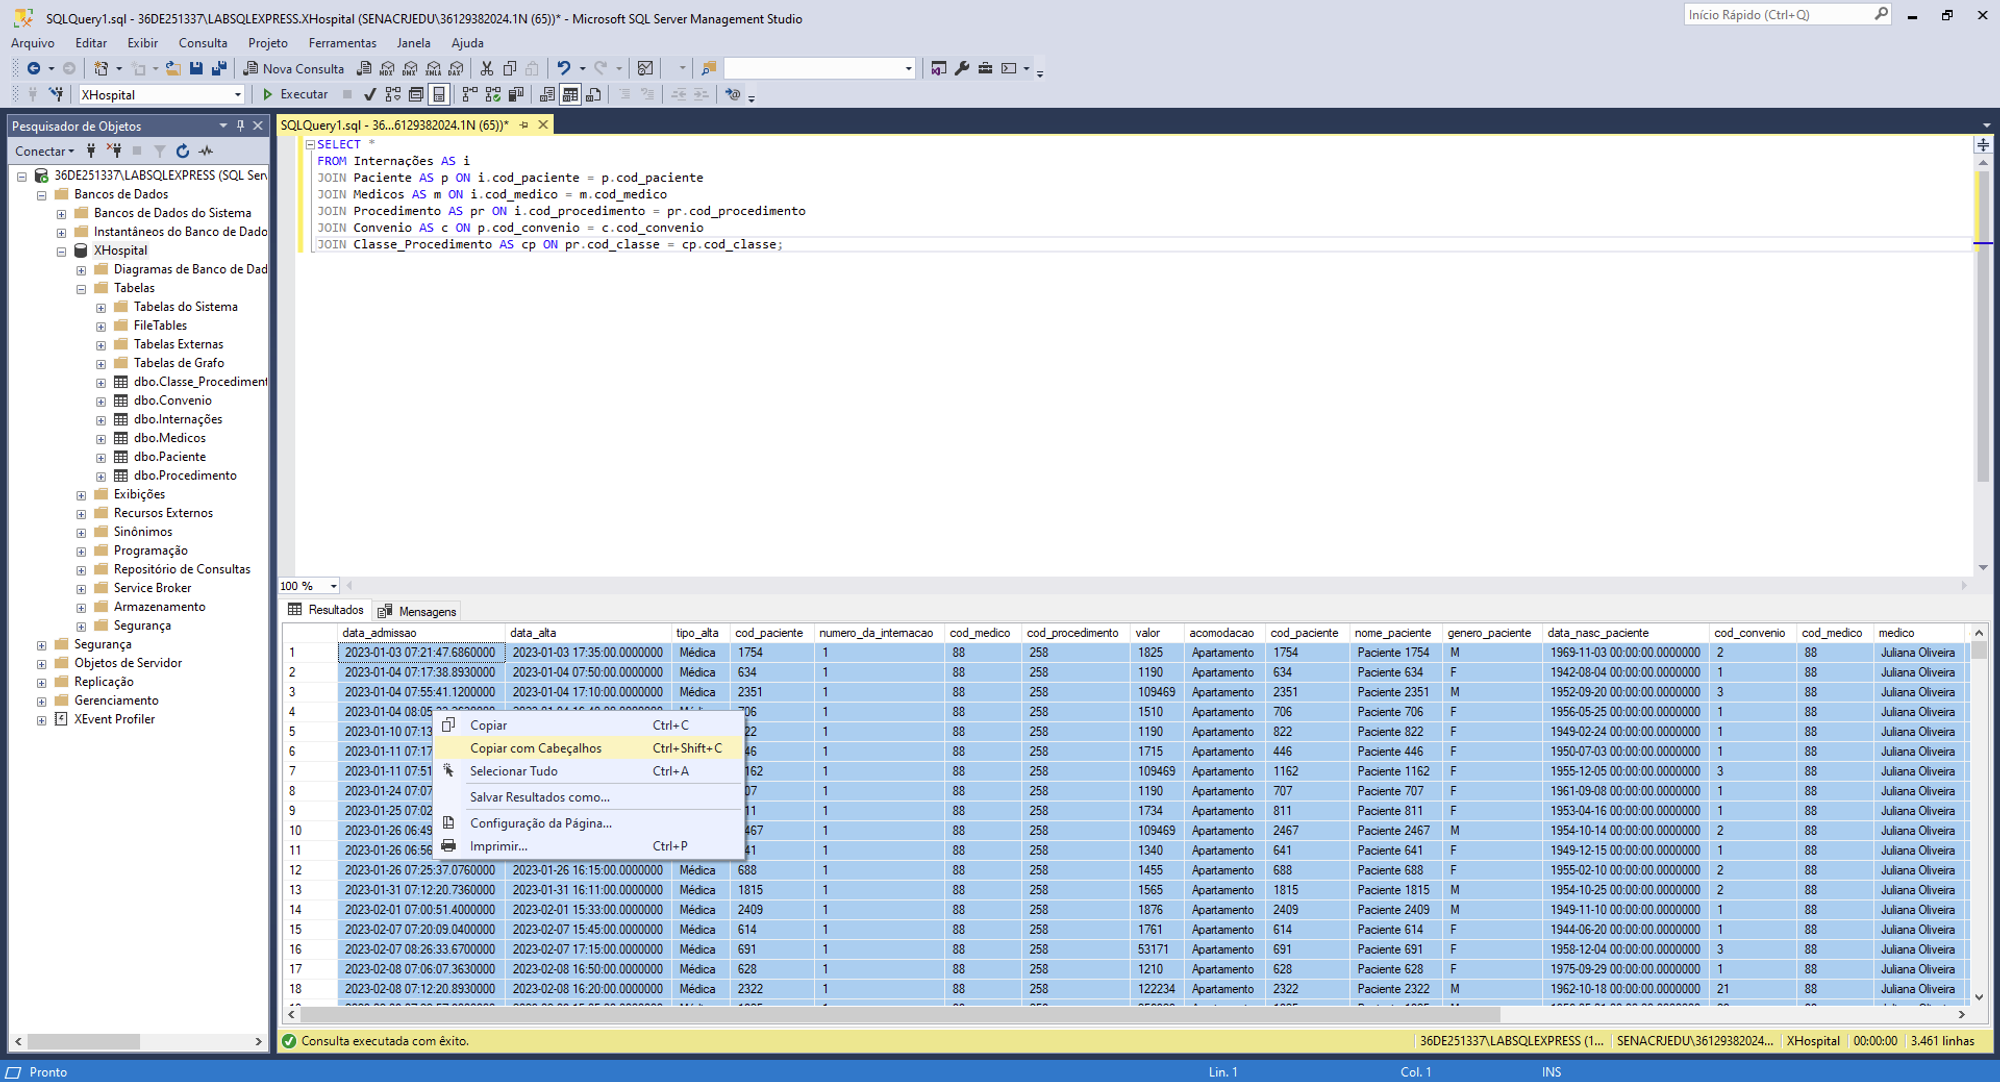 SQLQuery1.sql - 36DE251337\LABSQLEXPRESS.XHospital (SENACRJEDU\36129382024.1N (65))* - Microsoft SQL Server Management Studio
Início Rápido (Ctrl+Q)
Arquivo Editar Exibir Consulta Projeto Ferramentas Janela Ajuda
Nova Consulta MDX DMX XMLA DAX
XHospital Executar
Pesquisador de Objetos
Conectar
36DE251337\LABSQLEXPRESS (SQL Serv
Bancos de Dados
Bancos de Dados do Sistema
Instantâneos do Banco de Dado
XHospital
Diagramas de Banco de Dad
Tabelas
Tabelas do Sistema
FileTables
Tabelas Externas
Tabelas de Grafo
dbo.Classe_Procediment
dbo.Convenio
dbo.Internações
dbo.Medicos
dbo.Paciente
dbo.Procedimento
Exibições
Recursos Externos
Sinônimos
Programação
Repositório de Consultas
Service Broker
Armazenamento
Segurança
Segurança
Objetos de Servidor
Replicação
Gerenciamento
XEvent Profiler
SQLQuery1.sql - 36...6129382024.1N (65))*
SELECT *
FROM Internações AS i
JOIN Paciente AS p ON i.cod_paciente = p.cod_paciente
JOIN Medicos AS m ON i.cod_medico = m.cod_medico
JOIN Procedimento AS pr ON i.cod_procedimento = pr.cod_procedimento
JOIN Convenio AS c ON p.cod_convenio = c.cod_convenio
JOIN Classe_Procedimento AS cp ON pr.cod_classe = cp.cod_classe;
100 %
Resultados Mensagens
data_admissao data_alta tipo_alta cod_paciente numero_da_internacao cod_medico cod_procedimento valor acomodacao cod_paciente nome_paciente genero_paciente data_nasc_paciente cod_convenio cod_medico medico
1 2023-01-03 07:21:47.6860000 2023-01-03 17:35:00.0000000 Médica 1754 1 88 258 1825 Apartamento 1754 Paciente 1754 M 1969-11-03 00:00:00.0000000 2 88 Juliana Oliveira
2 2023-01-04 07:17:38.8930000 2023-01-04 07:50:00.0000000 Médica 634 1 88 258 1190 Apartamento 634 Paciente 634 F 1942-08-04 00:00:00.0000000 1 88 Juliana Oliveira
3 2023-01-04 07:55:41.1200000 2023-01-04 17:10:00.0000000 Médica 2351 1 88 258 109469 Apartamento 2351 Paciente 2351 M 1952-09-20 00:00:00.0000000 3 88 Juliana Oliveira
4 2023-01-04 08:05 706 1 88 258 1510 Apartamento 706 Paciente 706 F 1956-05-25 00:00:00.0000000 1 88 Juliana Oliveira
5 2023-01-10 07:13 22 1 88 258 1190 Apartamento 822 Paciente 822 F 1949-02-24 00:00:00.0000000 1 88 Juliana Oliveira
6 2023-01-11 07:17 46 1 88 258 1715 Apartamento 446 Paciente 446 F 1950-07-03 00:00:00.0000000 1 88 Juliana Oliveira
7 2023-01-11 07:51 162 1 88 258 109469 Apartamento 1162 Paciente 1162 F 1955-12-05 00:00:00.0000000 3 88 Juliana Oliveira
8 2023-01-24 07:07 07 1 88 258 1190 Apartamento 707 Paciente 707 F 1961-09-08 00:00:00.0000000 1 88 Juliana Oliveira
9 2023-01-25 07:02 11 1 88 258 1734 Apartamento 811 Paciente 811 F 1953-04-16 00:00:00.0000000 1 88 Juliana Oliveira
10 2023-01-26 06:49 467 1 88 258 109469 Apartamento 2467 Paciente 2467 M 1954-10-14 00:00:00.0000000 2 88 Juliana Oliveira
11 2023-01-26 06:56 41 1 88 258 1340 Apartamento 641 Paciente 641 F 1949-12-15 00:00:00.0000000 1 88 Juliana Oliveira
12 2023-01-26 07:25:37.0760000 2023-01-26 16:15:00.0000000 Médica 688 1 88 258 1455 Apartamento 688 Paciente 688 F 1955-02-10 00:00:00.0000000 2 88 Juliana Oliveira
13 2023-01-31 07:12:20.7360000 2023-01-31 16:11:00.0000000 Médica 1815 1 88 258 1565 Apartamento 1815 Paciente 1815 M 1954-10-25 00:00:00.0000000 2 88 Juliana Oliveira
14 2023-02-01 07:00:51.4000000 2023-02-01 15:33:00.0000000 Médica 2409 1 88 258 1876 Apartamento 2409 Paciente 2409 M 1949-11-10 00:00:00.0000000 1 88 Juliana Oliveira
15 2023-02-07 07:20:09.0400000 2023-02-07 15:45:00.0000000 Médica 614 1 88 258 1761 Apartamento 614 Paciente 614 F 1944-06-20 00:00:00.0000000 1 88 Juliana Oliveira
16 2023-02-07 08:26:33.6700000 2023-02-07 17:15:00.0000000 Médica 691 1 88 258 53171 Apartamento 691 Paciente 691 F 1958-12-04 00:00:00.0000000 3 88 Juliana Oliveira
17 2023-02-08 07:06:07.3630000 2023-02-08 16:50:00.0000000 Médica 628 1 88 258 1210 Apartamento 628 Paciente 628 F 1975-09-29 00:00:00.0000000 1 88 Juliana Oliveira
18 2023-02-08 07:12:20.8930000 2023-02-08 16:20:00.0000000 Médica 2322 1 88 258 122234 Apartamento 2322 Paciente 2322 M 1962-10-18 00:00:00.0000000 21 88 Juliana Oliveira
Copiar Ctrl+C
Copiar com Cabeçalhos Ctrl+Shift+C
Selecionar Tudo Ctrl+A
Salvar Resultados como...
Configuração da Página...
Imprimir... Ctrl+P
Consulta executada com êxito. 36DE251337\LABSQLEXPRESS (1... SENACRJEDU\36129382024... XHospital 00:00:00 3.461 linhas
Pronto Lin. 1 Col. 1 INS